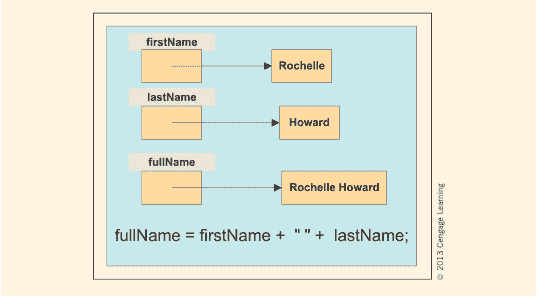 firstName
Rochelle
lastName
Howard
fullName
Rochelle Howard
fullName = firstName + " " + lastName;
© 2013 Cengage Learning